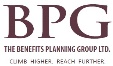 BPG
THE BENEFITS PLANNING GROUP LTD.
CLIMB HIGHER. REACH FURTHER.